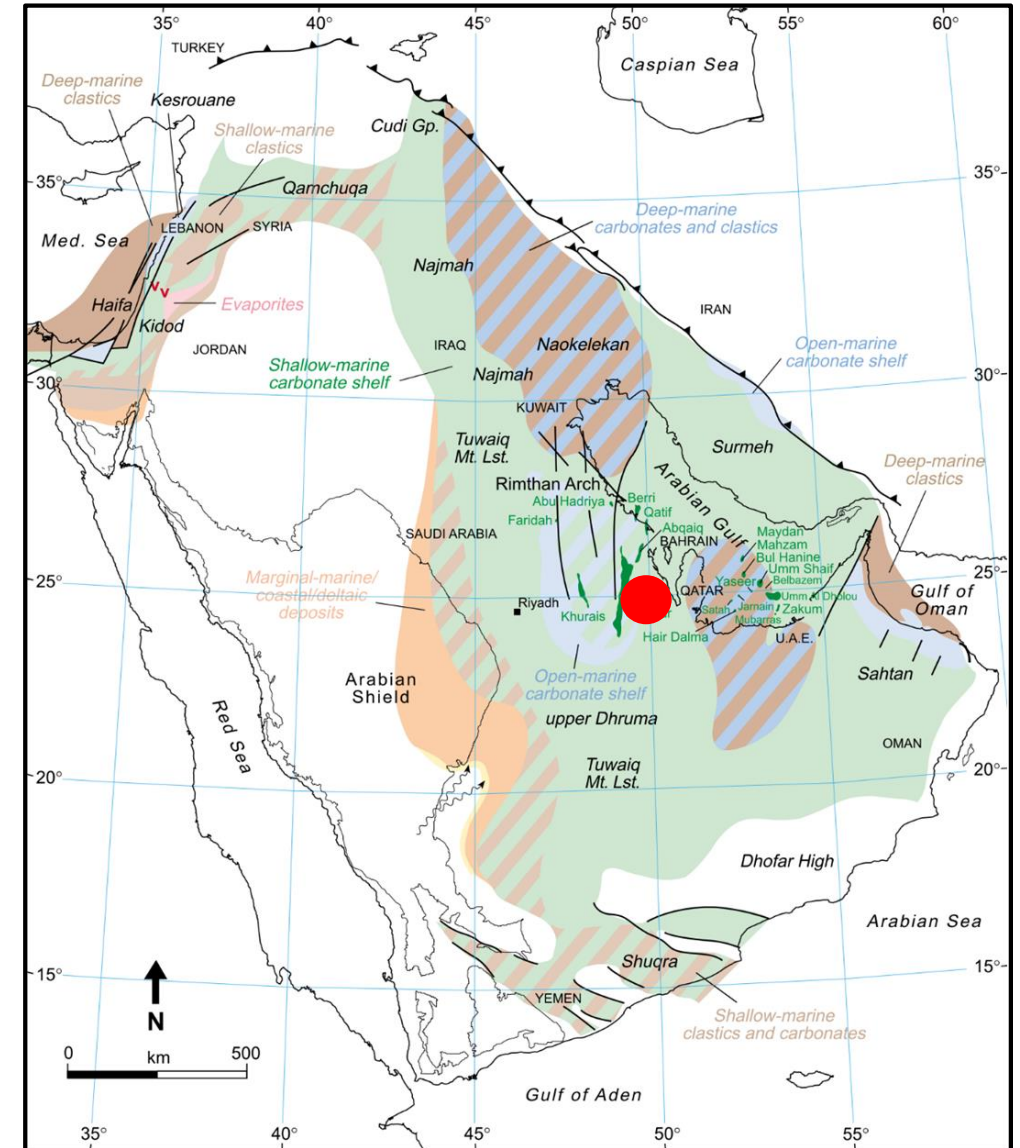 35°
40°
45°
50°
55°
60°
TURKEY
Caspian Sea
Deep-marine
clastics
Kesrouane
Shallow-marine
clastics
Cudi Gp.
35°
35°
Qamchuqa
LEBANON
SYRIA
Med. Sea
Deep-marine
carbonates and clastics
Najmah
Haifa
Evaporites
Kidod
IRAN
JORDAN
IRAQ
Naokelekan
Open-marine
carbonate shelf
Shallow-marine
carbonate shelf
Najmah
30°
30°
KUWAIT
Tuwaiq
Mt. Lst.
Surmeh
Deep-marine
clastics
Rimthan Arch
Arabian Gulf
Abu Hadriya
Berri
Qatif
Faridah
Abqaiq
SAUDI ARABIA
BAHRAIN
Maydan
Mahzam
Bul Hanine
Umm Shaif
Marginal-marine/
coastal/deltaic
deposits
25°
25°
Yaseer
Belbazem
QATAR
Gulf of
Oman
Riyadh
Khurais
Satah
Jarnain
Zakum
Mubarras
Hair Dalma
U.A.E.
Open-marine
carbonate shelf
Sahtan
Arabian
Shield
upper Dhruma
Red Sea
OMAN
Tuwaiq
Mt. Lst.
20°
20°
Dhofar High
Arabian Sea
Shuqra
15°
15°
N
YEMEN
Shallow-marine
clastics and carbonates
0
km
500
Gulf of Aden
35°
40°
45°
50°
55°